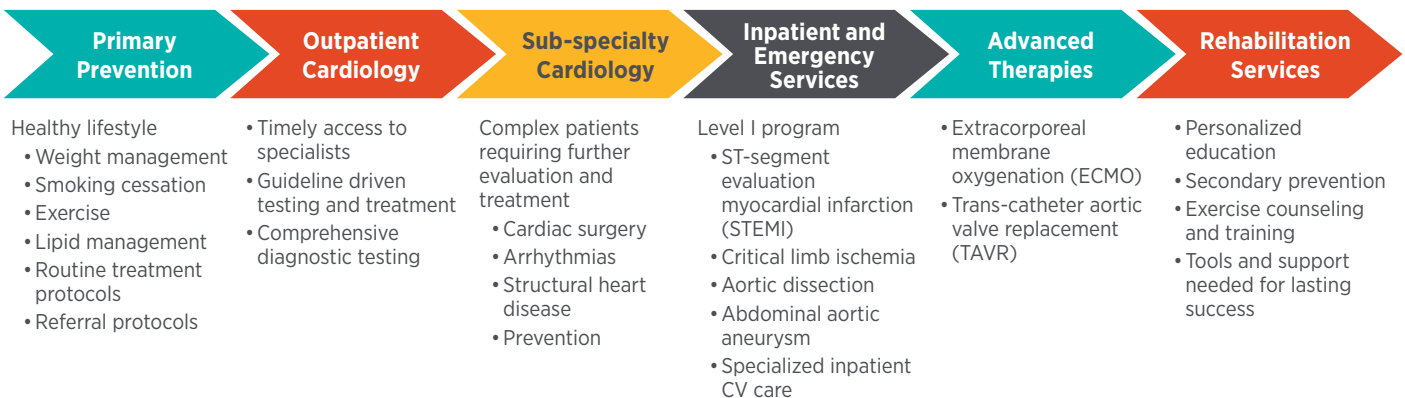 Primary
Prevention
Healthy lifestyle
• Weight management
• Smoking cessation
• Exercise
• Lipid management
• Routine treatment
protocols
• Referral protocols
Outpatient
Cardiology
• Timely access to
specialists
• Guideline driven
testing and treatment
• Comprehensive
diagnostic testing
Sub-specialty
Cardiology
Complex patients
requiring further
evaluation and
treatment
• Cardiac surgery
• Arrhythmias
• Structural heart
disease
• Prevention
Inpatient and
Emergency
Services
Level I program
• ST-segment
evaluation
myocardial infarction
(STEMI)
• Critical limb ischemia
• Aortic dissection
• Abdominal aortic
aneurysm
• Specialized inpatient
CV care
Advanced
Therapies
• Extracorporeal
membrane
oxygenation (ECMO)
• Trans-catheter aortic
valve replacement
(TAVR)
Rehabilitation
Services
• Personalized
education
• Secondary prevention
• Exercise counseling
and training
• Tools and support
needed for lasting
success